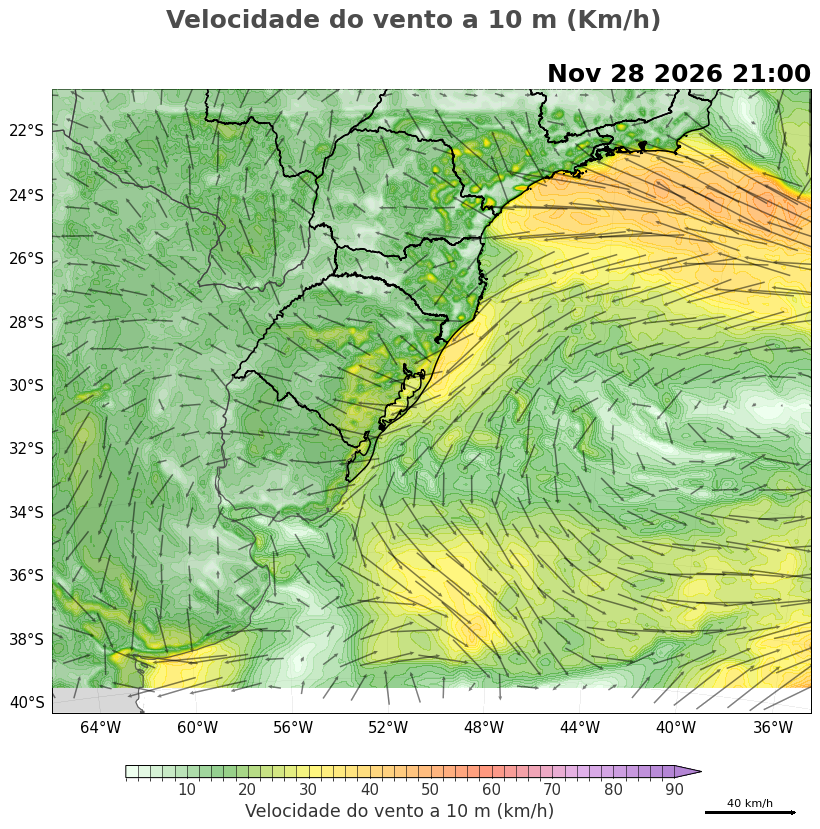 Velocidade do vento a 10 m (Km/h)
Nov 28 2026 21:00
22°S
24°S
26°S
28°S
30°S
32°S
34°S
36°S
38°S
40°S
64°W 60°W 56°W 52°W 48°W 44°W 40°W 36°W
10 20 30 40 50 60 70 80 90
Velocidade do vento a 10 m (km/h)
40 km/h